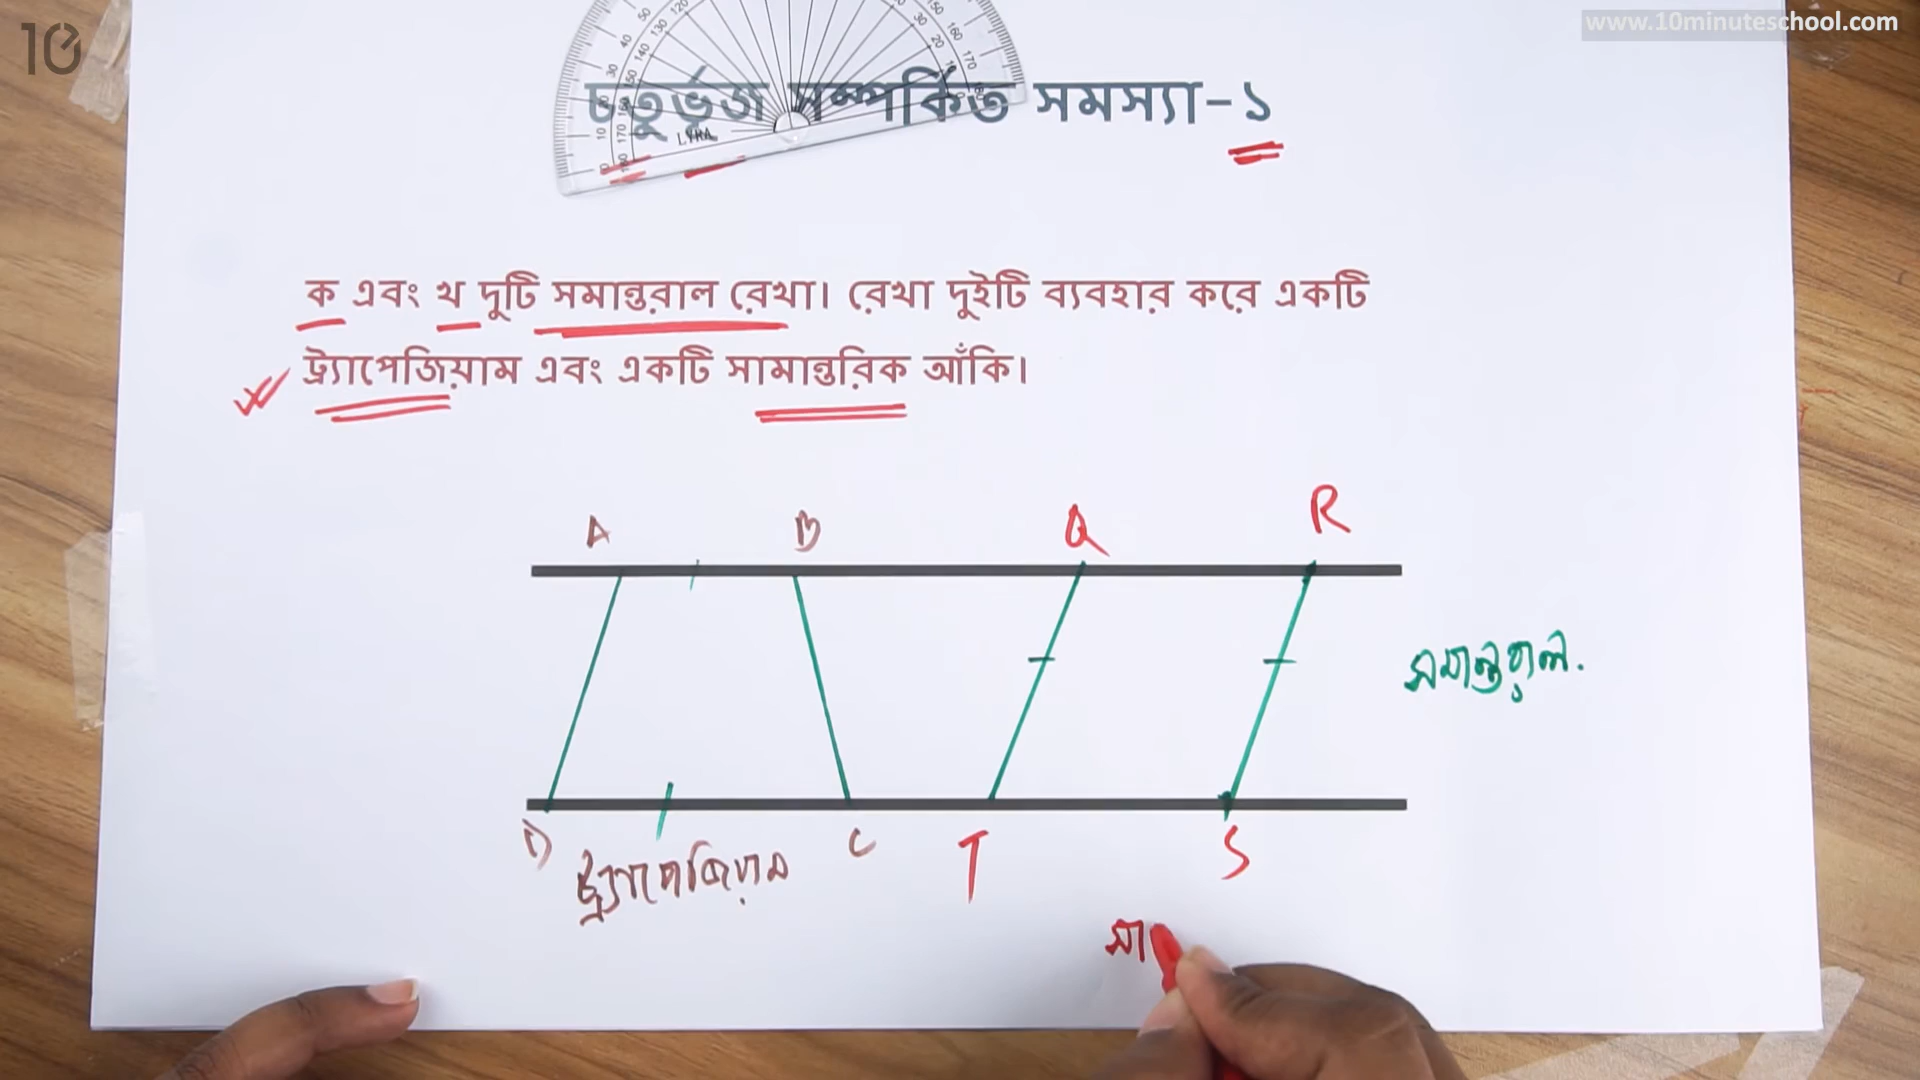 10
www.10minuteschool.com
চতুর্ভুজ সম্পর্কিত সমস্যা-১
LYRA
ক এবং খ দুটি সমান্তরাল রেখা। রেখা দুইটি ব্যবহার করে একটি
ট্র্যাপেজিয়াম এবং একটি সামান্তরিক আঁকি।
A B Q R
সমান্তরাল.
D C T S
ট্র্যাপেজিয়াম
সা